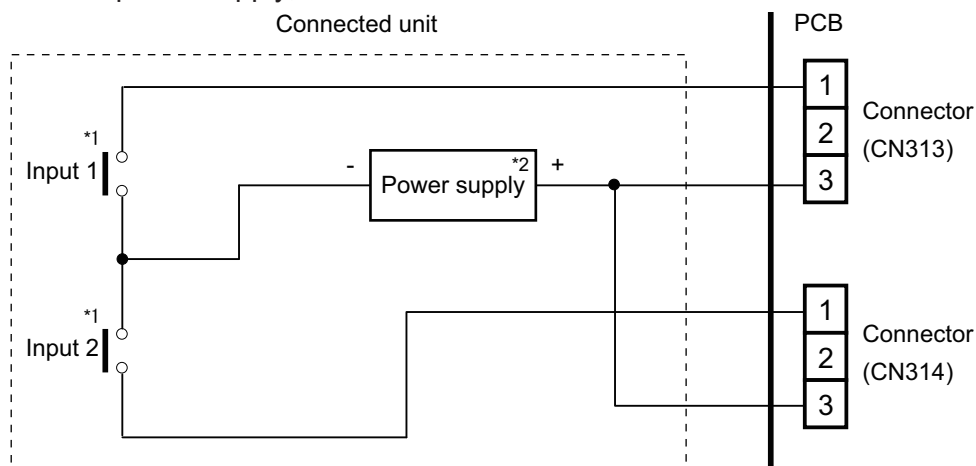 Connected unit
PCB
1
2
3
Connector
(CN313)
*1
Input 1
-
Power supply
*2
+
*1
Input 2
1
2
3
Connector
(CN314)